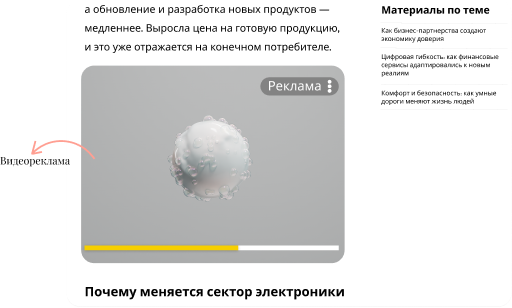 а обновление и разработка новых продуктов —
медленнее. Выросла цена на готовую продукцию,
и это уже отражается на конечном потребителе.
Реклама
Видеореклама
Почему меняется сектор электроники
Материалы по теме
Как бизнес-партнерства создают
экономику доверия
Цифровая гибкость: как финансовые
сервисы адаптировались к новым
реалиям
Комфорт и безопасность: как умные
дороги меняют жизнь людей